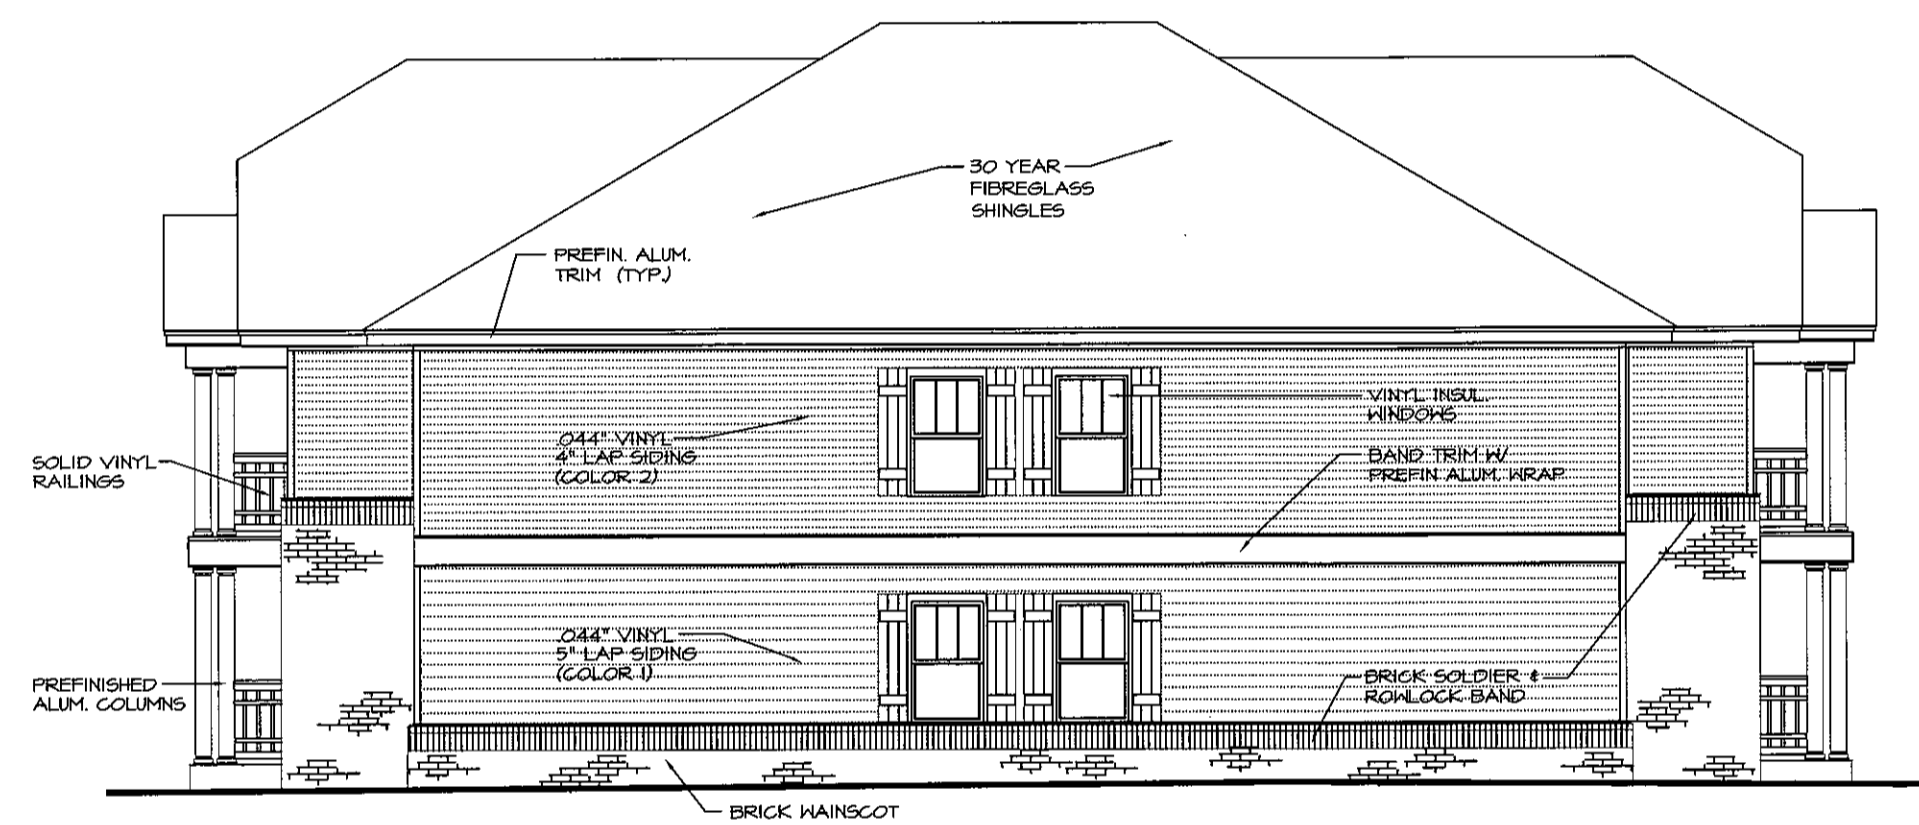 30 YEAR
FIBREGLASS
SHINGLES
PREFIN. ALUM.
TRIM (TYP.)
VINYL INSUL.
WINDOWS
.044" VINYL
4" LAP SIDING
(COLOR 2)
BAND TRIM W/
PREFIN ALUM. WRAP
SOLID VINYL
RAILINGS
.044" VINYL
5" LAP SIDING
(COLOR 1)
BRICK SOLDIER &
ROWLOCK BAND
PREFINISHED
ALUM. COLUMNS
BRICK WAINSCOT